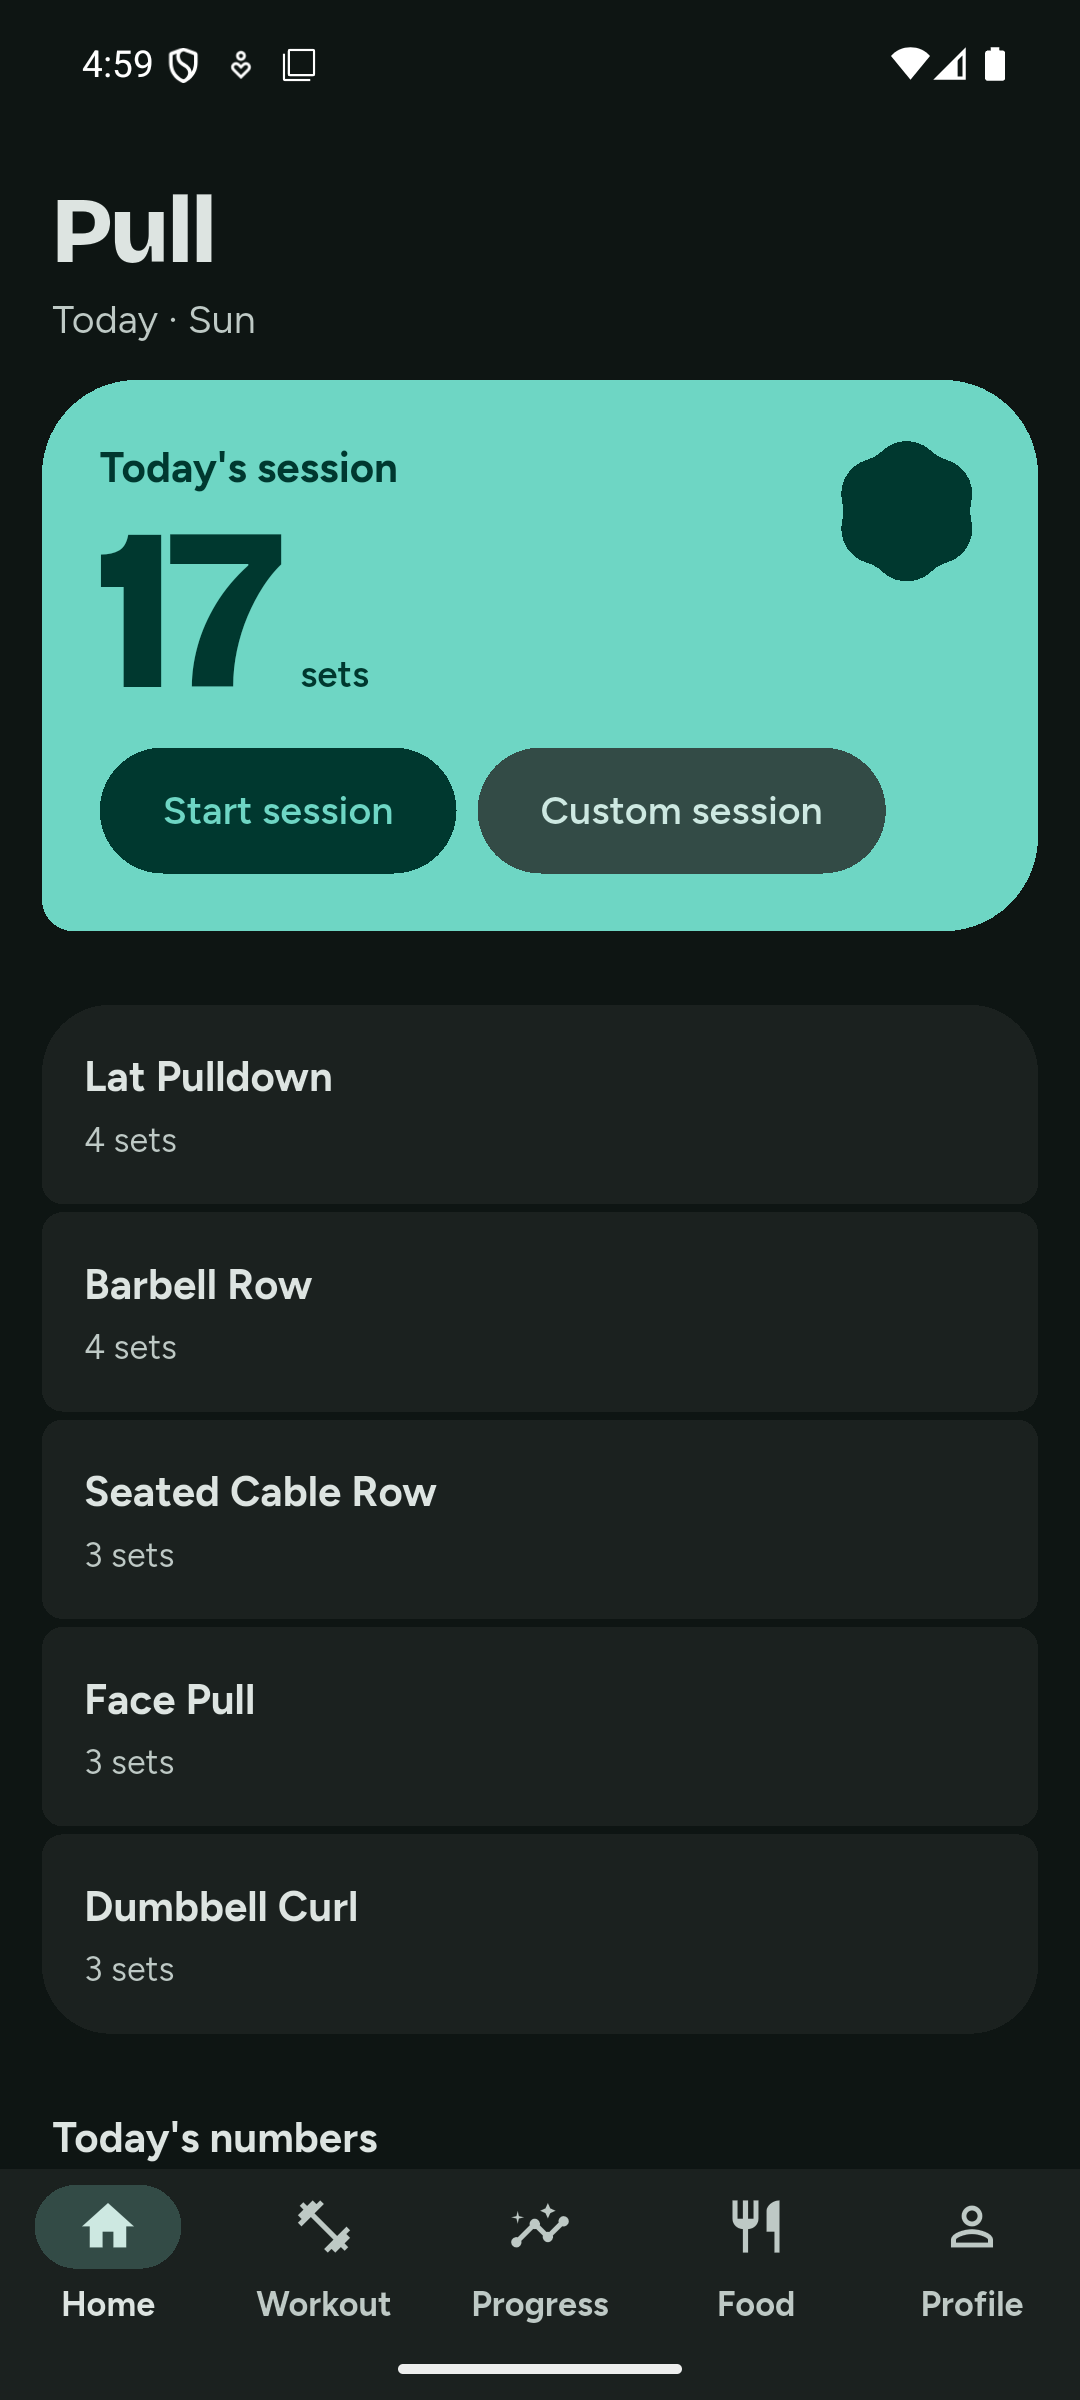 4:59
Pull
Today · Sun
Today's session
17 sets
Start session
Custom session
Lat Pulldown
4 sets
Barbell Row
4 sets
Seated Cable Row
3 sets
Face Pull
3 sets
Dumbbell Curl
3 sets
Today's numbers
Home
Workout
Progress
Food
Profile